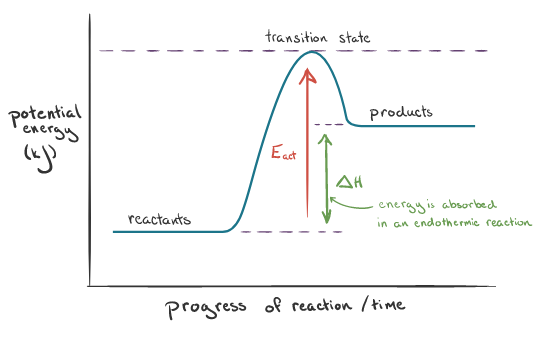 transition state
potential
energy
(kJ)
products
Eact
ΔH
energy is absorbed
in an endothermic reaction
reactants
progress of reaction / time